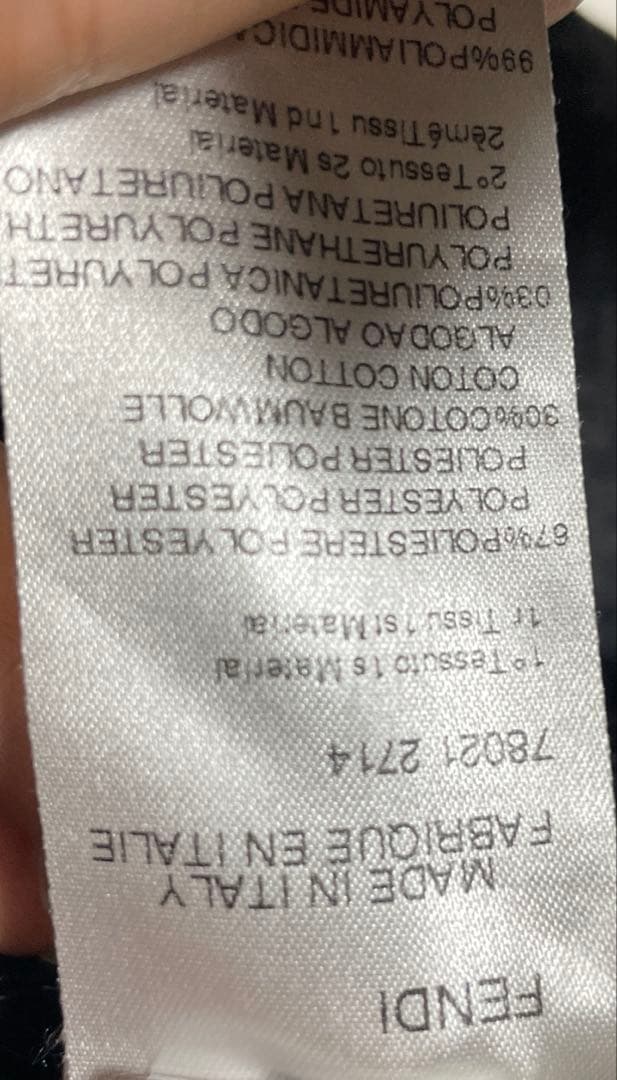 FENDI
MADE IN ITALY
FABRIQUE EN ITALIE
78021 2714
1°Tessuto 1s Material
1r Tissu 1st Material
67%POLIESTERE POLYESTER
POLYESTER POLYESTER
POLIESTER POLIESTER
30%COTONE BAUMWOLLE
COTON COTTON
ALGODAO ALGODO
03%POLIURETANICA POLYURET
POLYURETHANE POLYURETH
POLIURETANA POLIURETANO
2°Tessuto 2s Material
2èmeTissu 1nd Material
99%POLIAMMIDICA
POLYAMIDE